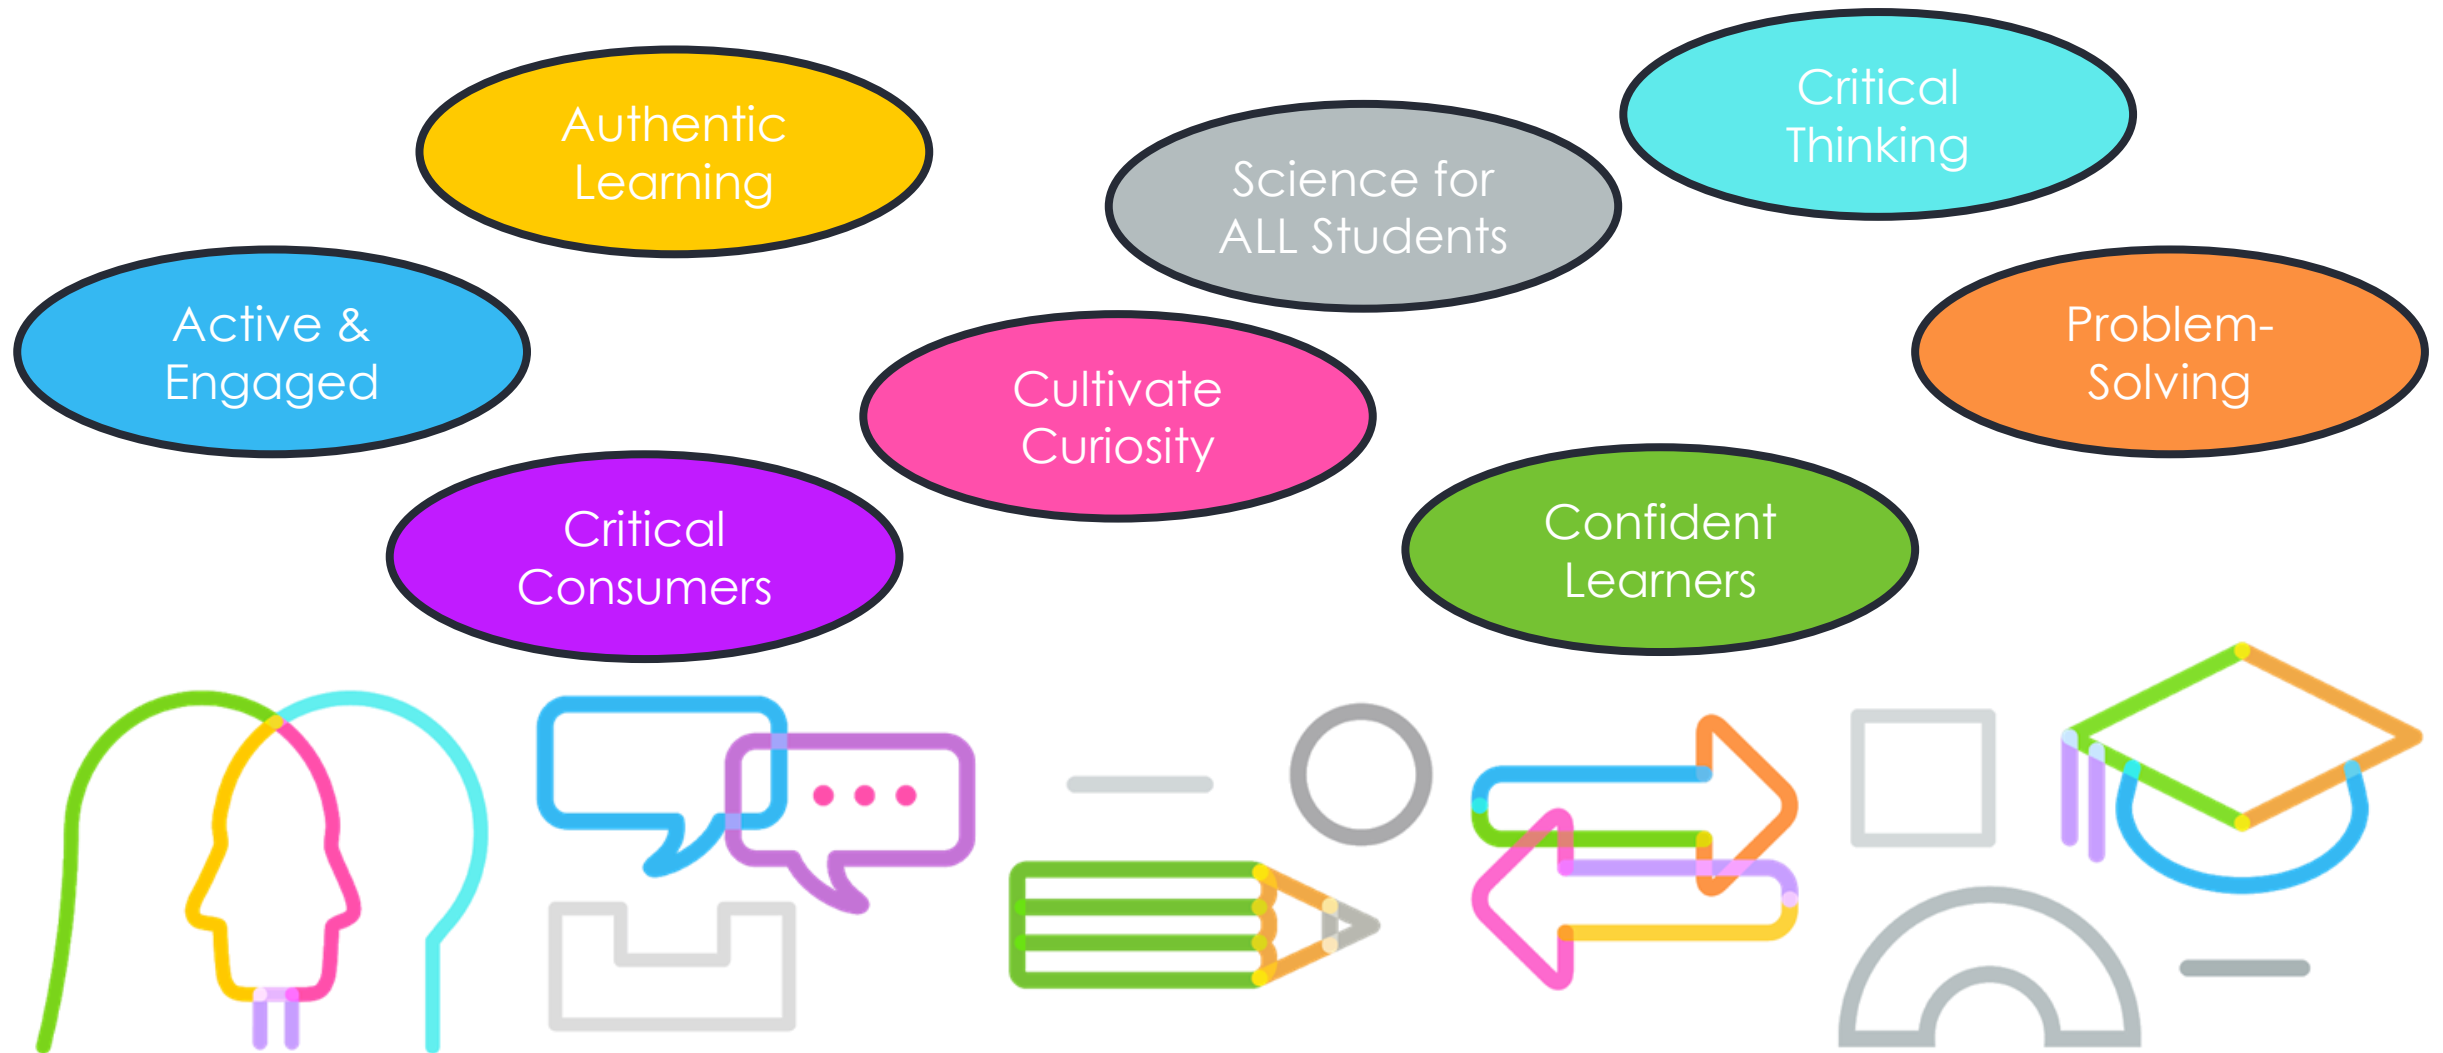 Authentic
Learning
Science for
ALL Students
Critical
Thinking
Active &
Engaged
Cultivate
Curiosity
Problem-
Solving
Critical
Consumers
Confident
Learners